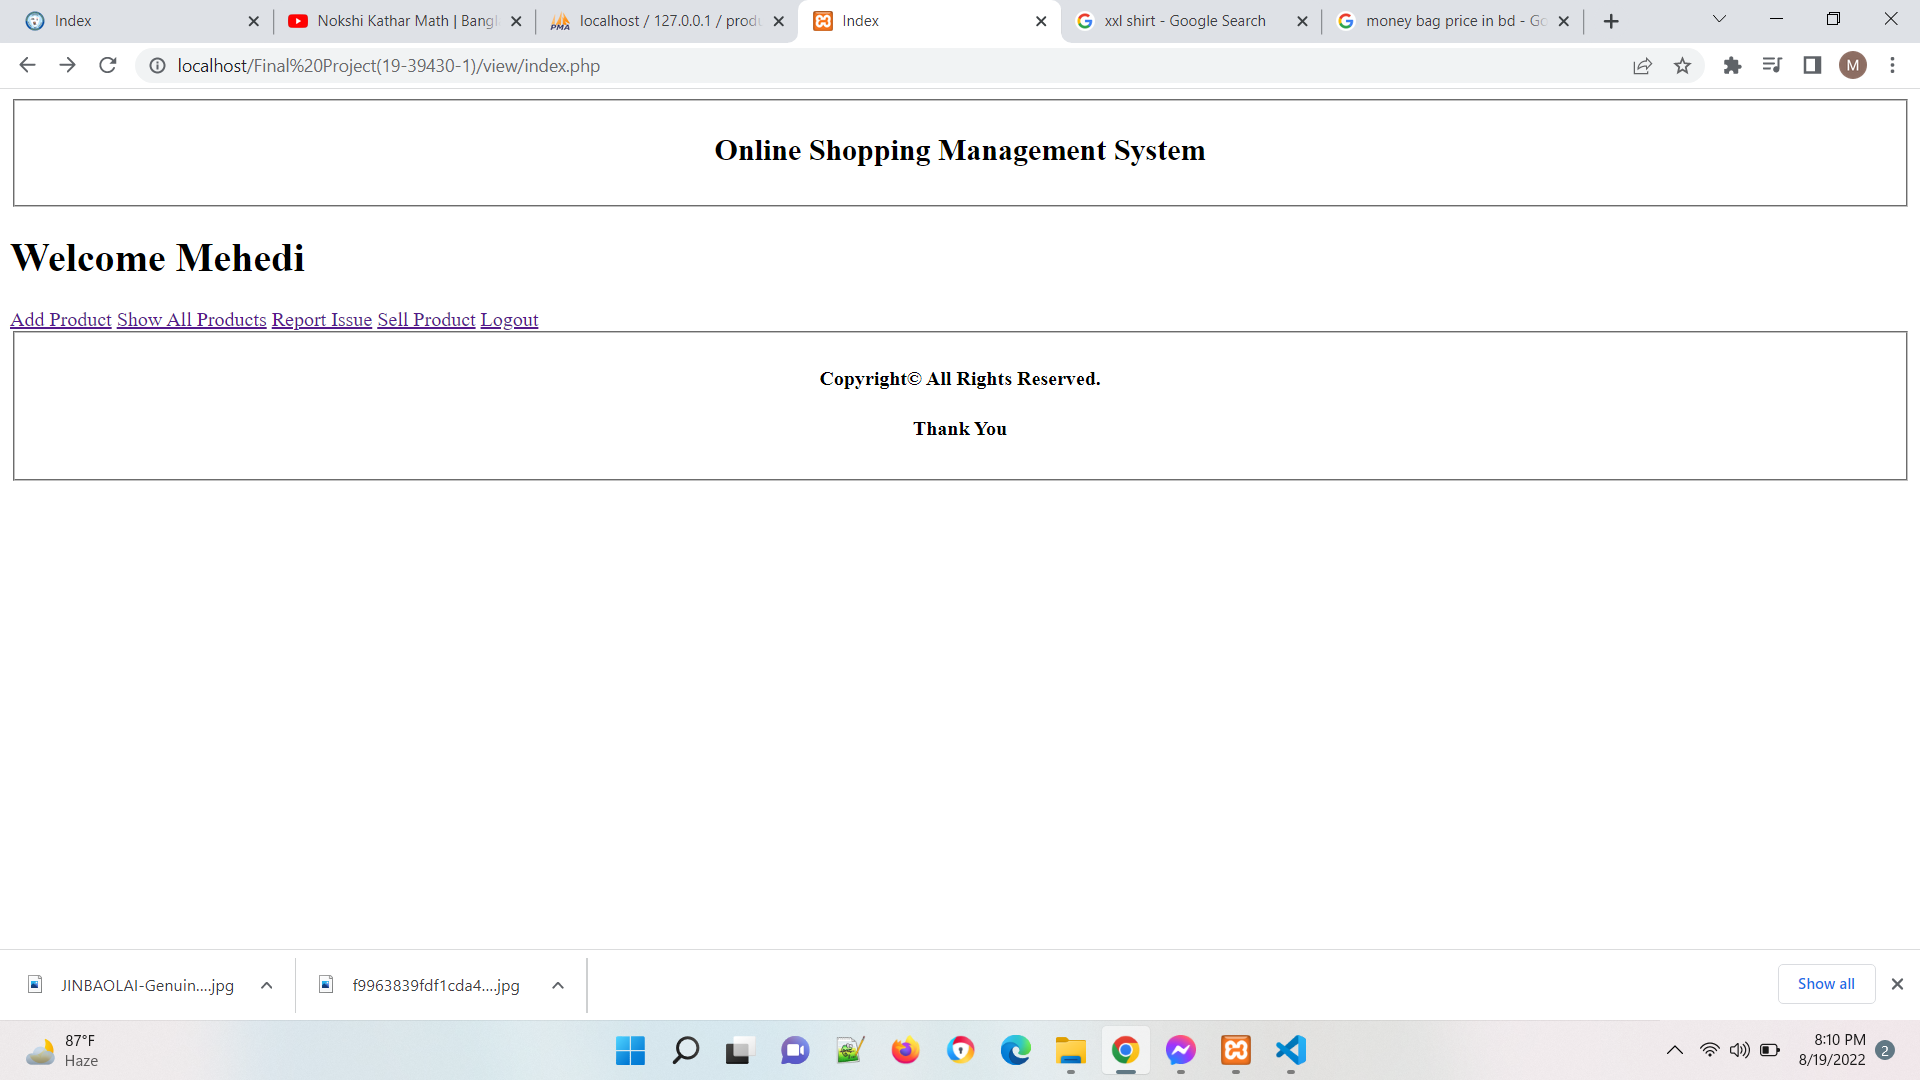 Index
Nokshi Kathar Math | Bangl
localhost / 127.0.0.1 / produ
Index
xxl shirt - Google Search
money bag price in bd - Go
localhost/Final%20Project(19-39430-1)/view/index.php
M
Online Shopping Management System
Welcome Mehedi
Add Product Show All Products Report Issue Sell Product Logout
Copyright© All Rights Reserved.
Thank You
JINBAOLAI-Genuin....jpg
f9963839fdf1cda4....jpg
Show all
87°F
Haze
8:10 PM
8/19/2022
2